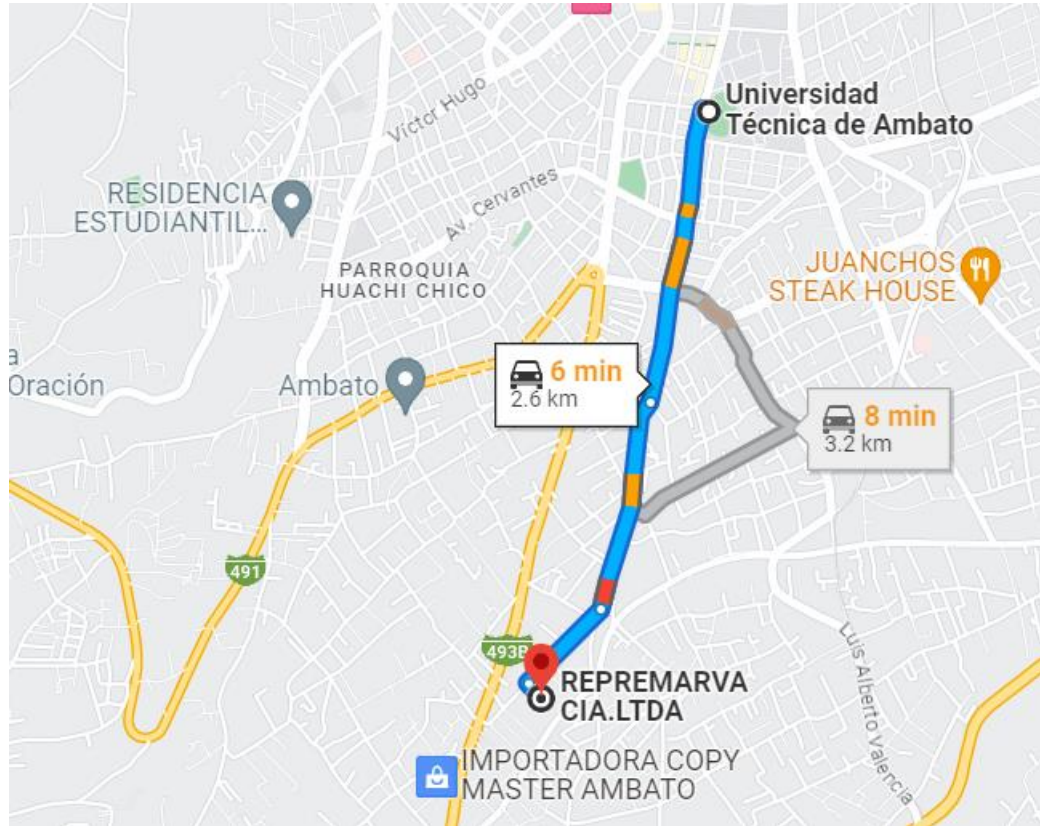 Universidad
Técnica de Ambato
Víctor Hugo
RESIDENCIA
ESTUDIANTIL...
Av. Cervantes
PARROQUIA
HUACHI CHICO
JUANCHOS
STEAK HOUSE
a
Oración
Ambato
6 min
2.6 km
8 min
3.2 km
491
493B
REPREMARVA
CIA.LTDA
Luis Alberto Valencia
IMPORTADORA COPY
MASTER AMBATO